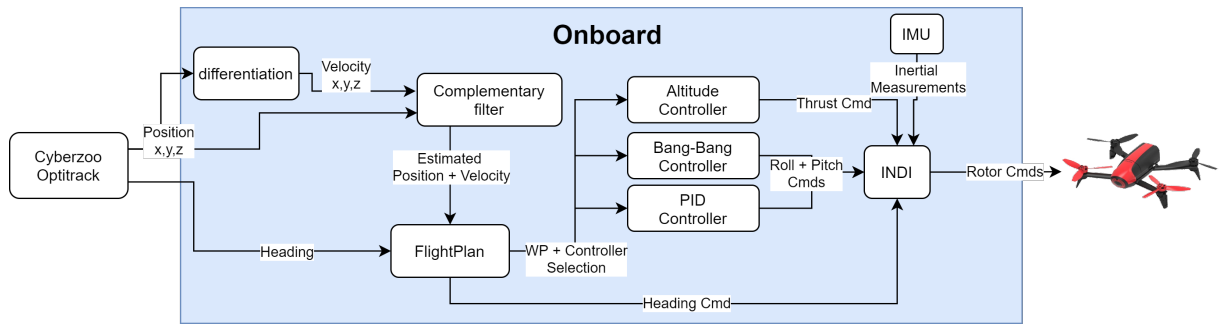 Onboard
IMU
differentiation
Velocity
x,y,z
Complementary
filter
Altitude
Controller
Inertial
Measurements
Thrust Cmd
Position
x,y,z
Cyberzoo
Optitrack
Estimated
Position + Velocity
Bang-Bang
Controller
Roll + Pitch
Cmds
INDI
Rotor Cmds
PID
Controller
Heading
FlightPlan
WP + Controller
Selection
Heading Cmd